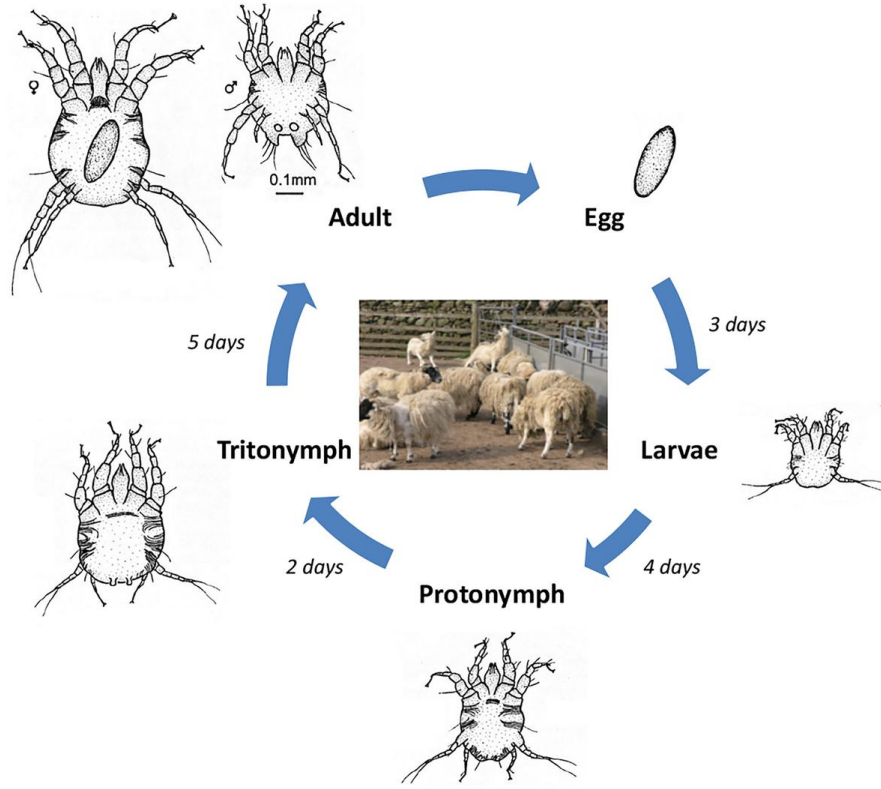 ♀
♂
0.1mm
Adult
Egg
5 days
3 days
Tritonymph
Larvae
2 days
4 days
Protonymph